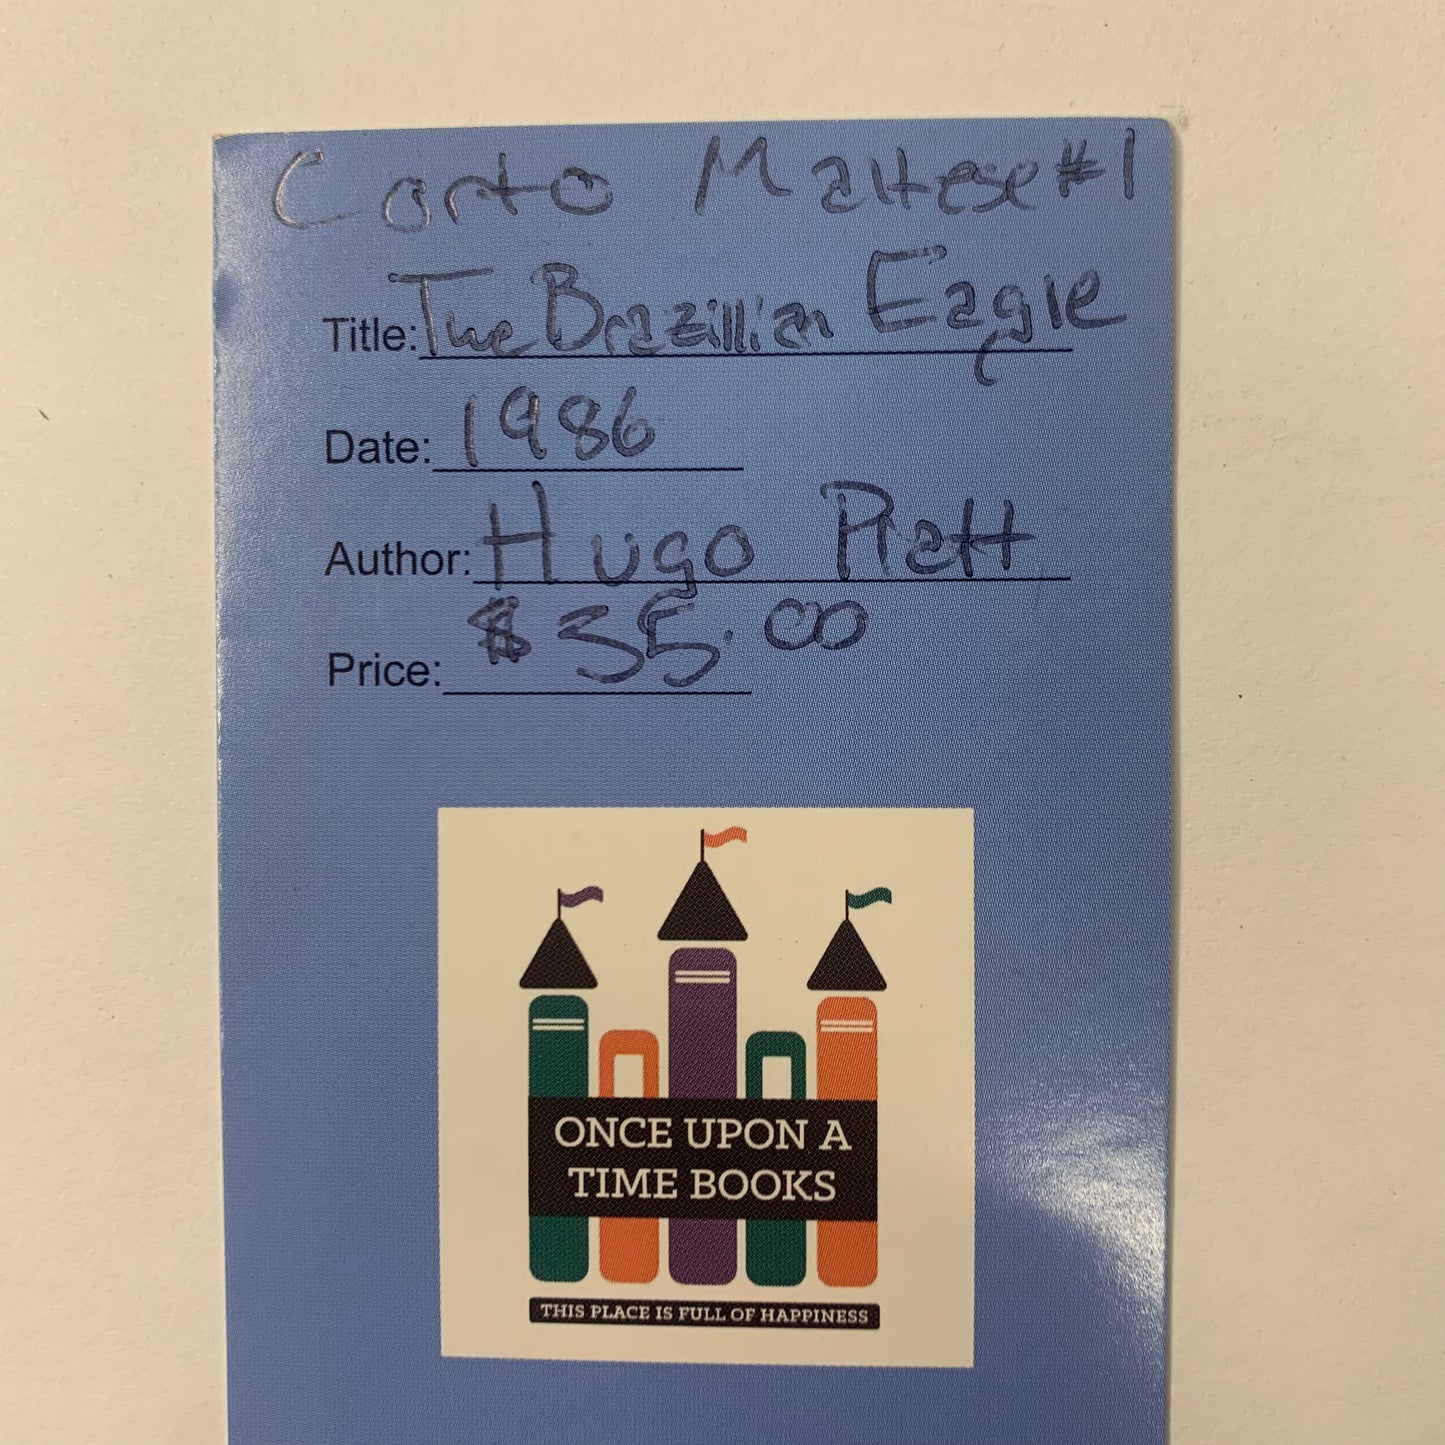 Corto Maltese #1
Title: The Brazillian Eagle
Date: 1986
Author: Hugo Pratt
Price: $35.00
ONCE UPON A
TIME BOOKS
THIS PLACE IS FULL OF HAPPINESS